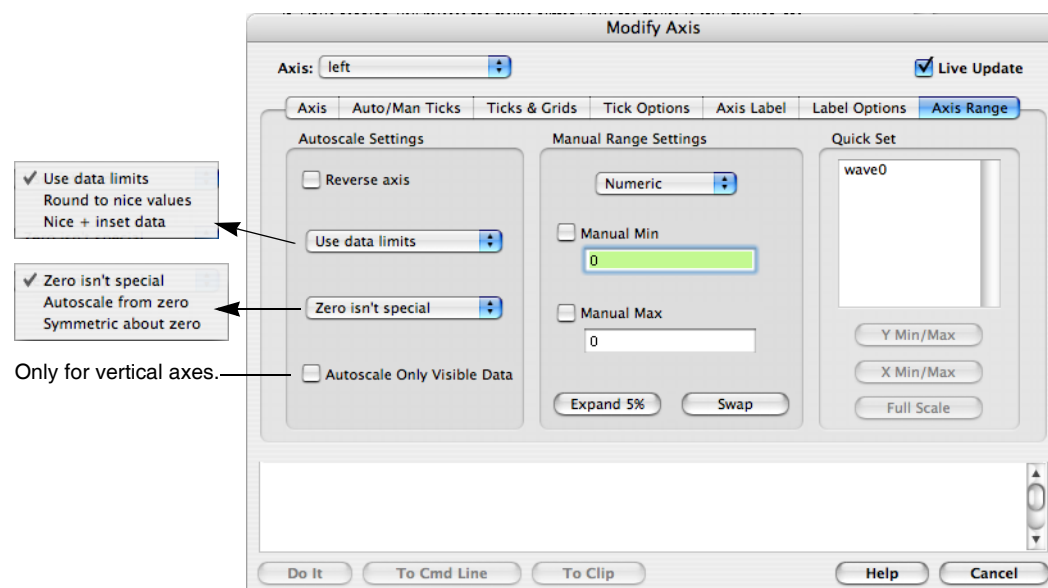 Modify Axis
Axis: left
Live Update
Axis Auto/Man Ticks Ticks & Grids Tick Options Axis Label Label Options Axis Range
Autoscale Settings
Reverse axis
Use data limits
Zero isn't special
Autoscale Only Visible Data
Manual Range Settings
Numeric
Manual Min
0
Manual Max
0
Expand 5% Swap
Quick Set
wave0
Y Min/Max
X Min/Max
Full Scale
✓ Use data limits
Round to nice values
Nice + inset data
✓ Zero isn't special
Autoscale from zero
Symmetric about zero
Only for vertical axes.
Do It To Cmd Line To Clip Help Cancel